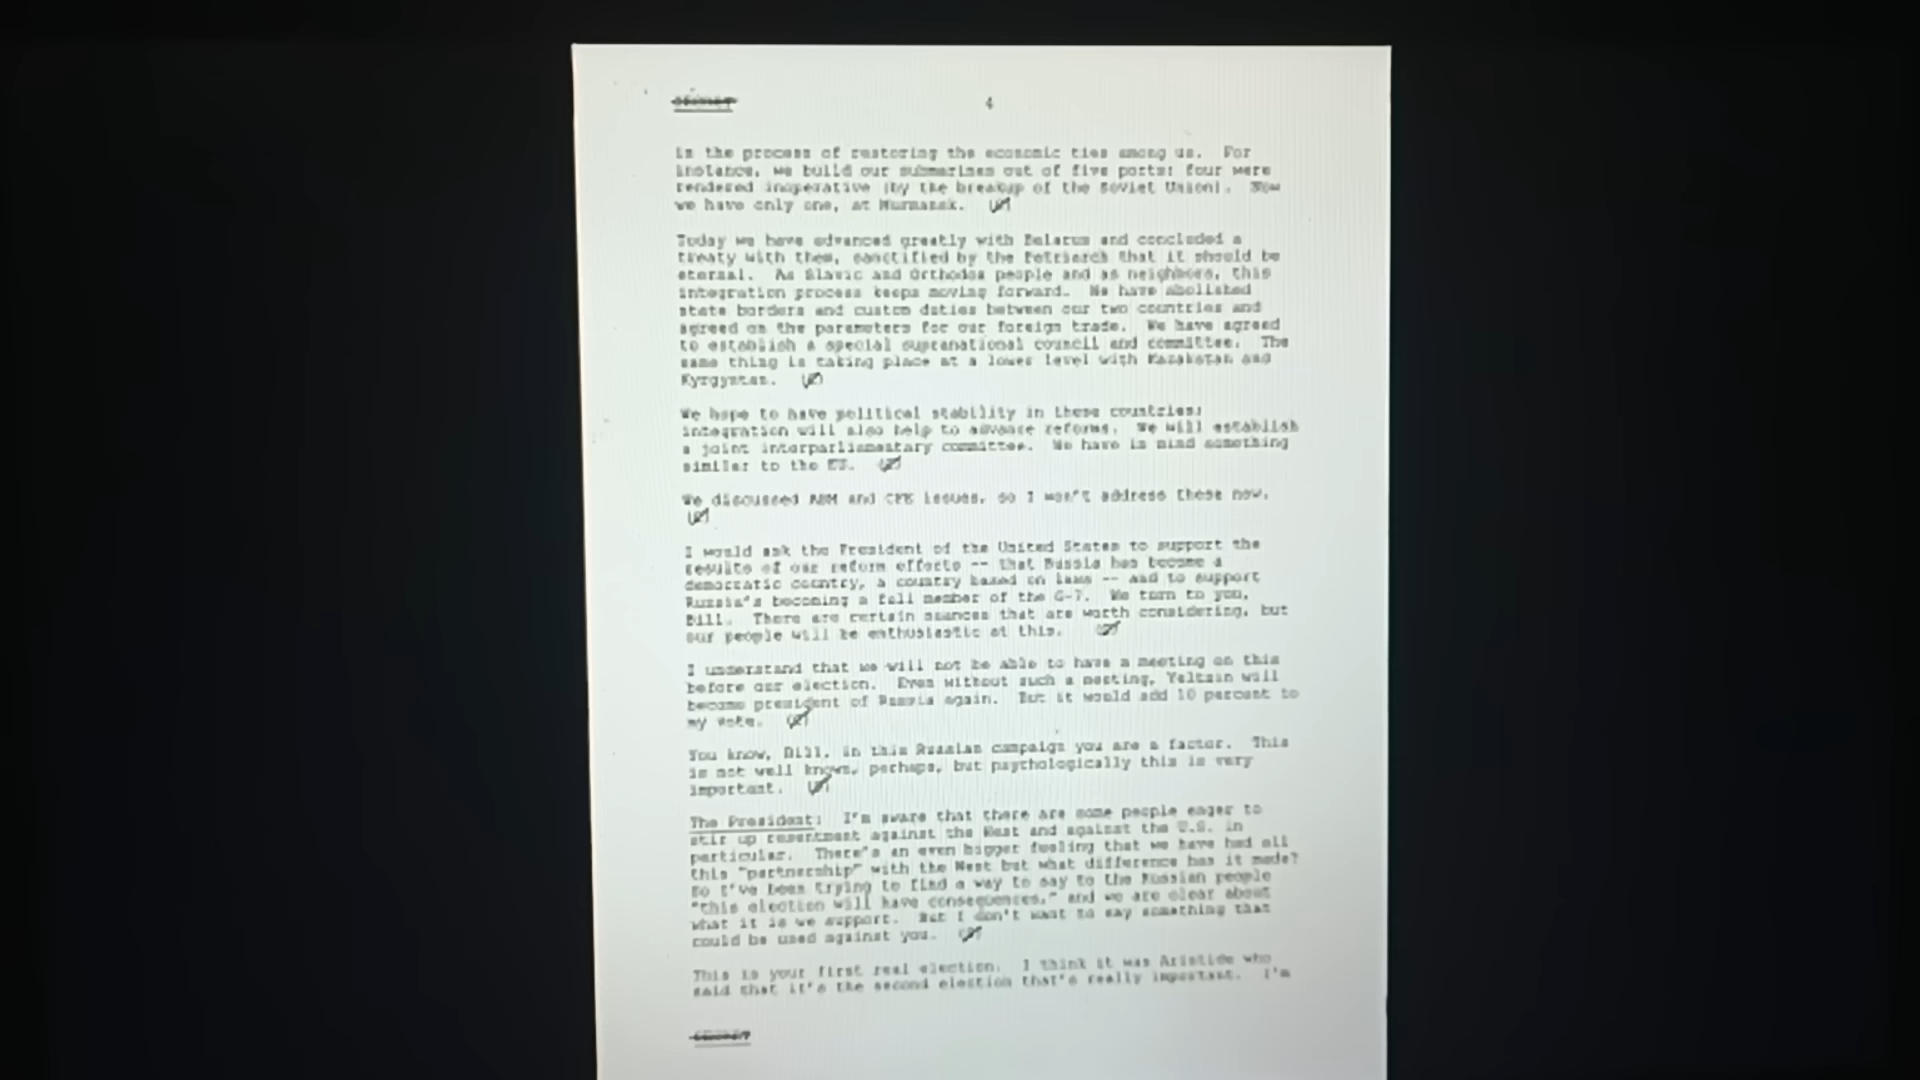 4
in the process of restoring the economic ties among us. For
instance, we build our submarines out of five parts: four were
rendered inoperative (by the breakup of the Soviet Union). Now
we have only one, at Murmansk.
Today we have advanced greatly with Belarus and concluded a
treaty with them, sanctified by the Patriarch that it should be
eternal. As Slavic and Orthodox people and as neighbors, this
integration process keeps moving forward. We have abolished
state borders and custom duties between our two countries and
agreed on the parameters for our foreign trade. We have agreed
to establish a special supranational council and committee. The
same thing is taking place at a lower level with Kazakstan and
Kyrgystan.
We hope to have political stability in these countries;
integration will also help to advance reforms. We will establish
a joint interparliamentary committee. We have in mind something
similar to the EU.
We discussed ABM and CFE issues, so I won't address these now.
I would ask the President of the United States to support the
results of our reform efforts -- that Russia has become a
democratic country, a country based on laws -- and to support
Russia's becoming a full member of the G-7. We turn to you,
Bill. There are certain nuances that are worth considering, but
our people will be enthusiastic at this.
I understand that we will not be able to have a meeting on this
before our election. Even without such a meeting, Yeltsin will
become president of Russia again. But it would add 10 percent to
my vote.
You know, Bill, in this Russian campaign you are a factor. This
is not well known, perhaps, but psychologically this is very
important.
The President: I'm aware that there are some people eager to
stir up resentment against the West and against the U.S. in
particular. There's an even bigger feeling that we have had all
this "partnership" with the West but what difference has it made?
So I've been trying to find a way to say to the Russian people
"this election will have consequences," and we are clear about
what it is we support. But I don't want to say something that
could be used against you.
This is your first real election. I think it was Aristide who
said that it's the second election that's really important. I'm